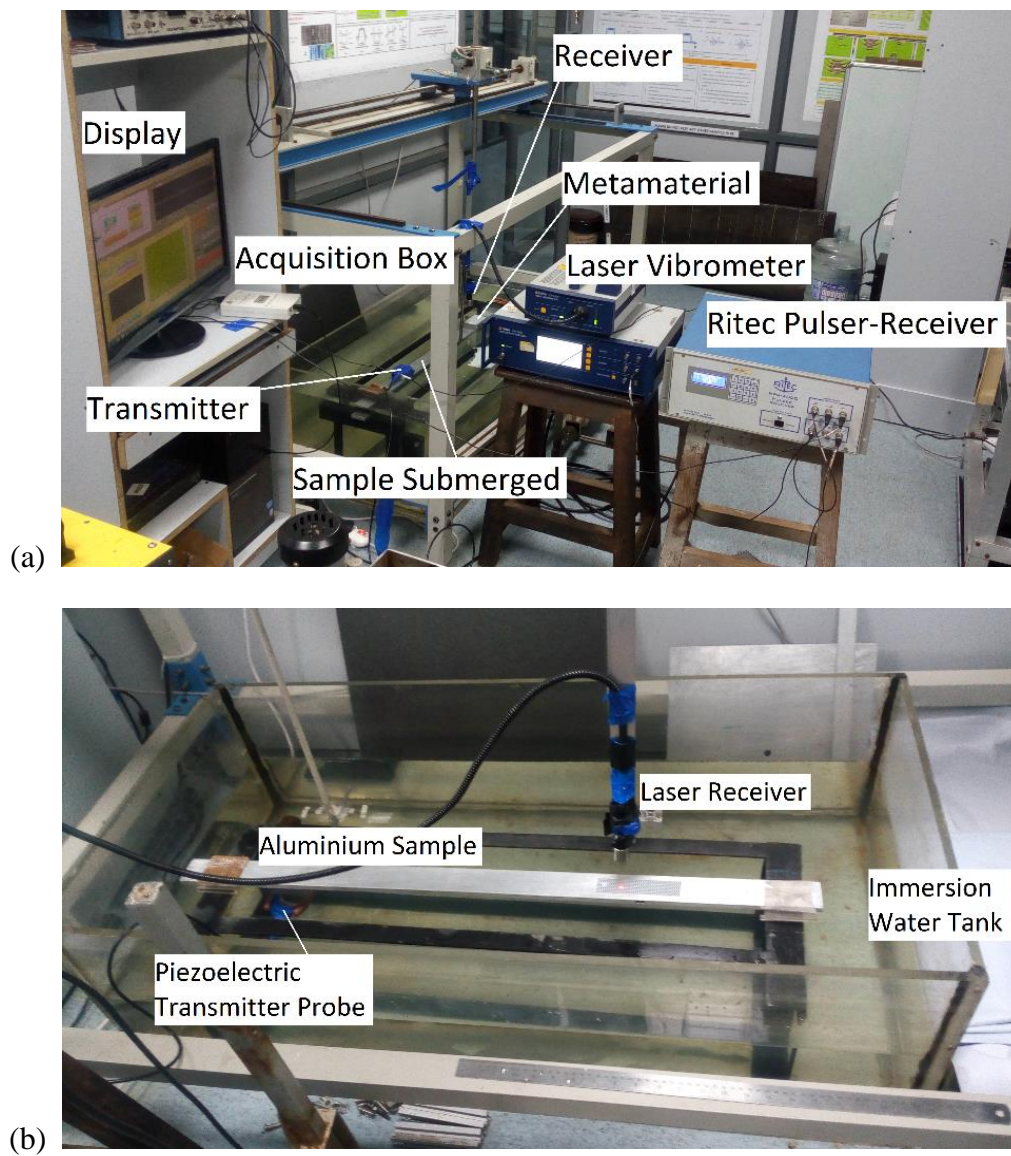 Receiver
Display
Metamaterial
Acquisition Box
Laser Vibrometer
Ritec Pulser-Receiver
Transmitter
Sample Submerged
(a)
RITEC
Laser Receiver
Aluminium Sample
Immersion
Water Tank
Piezoelectric
Transmitter Probe
(b)